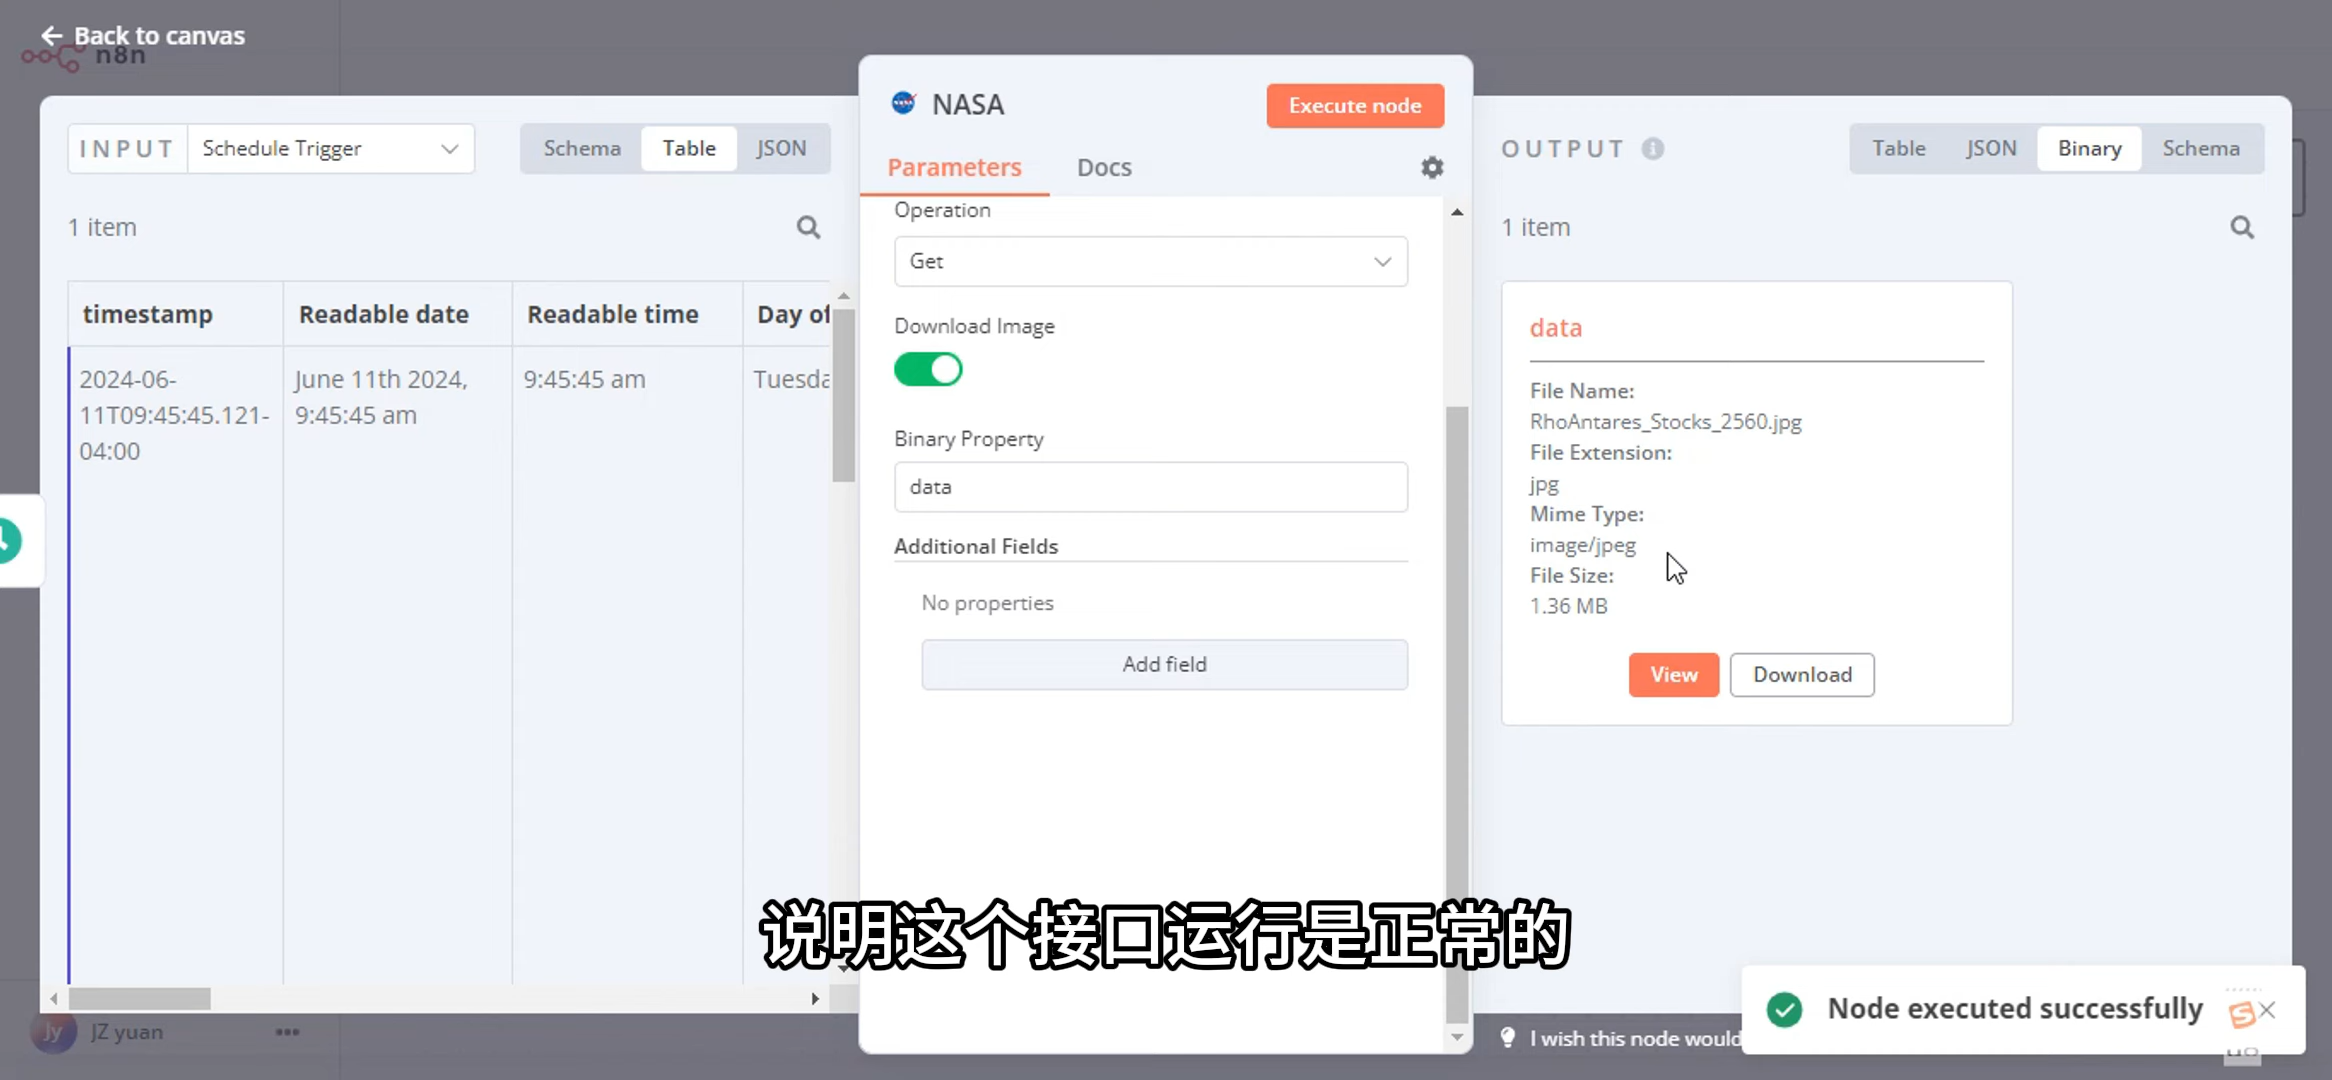 Back to canvas
n8n
INPUT
Schedule Trigger
Schema
Table
JSON
1 item
timestamp
Readable date
Readable time
Day of
2024-06-
11T09:45:45.121-
04:00
June 11th 2024,
9:45:45 am
9:45:45 am
Tuesda
JZ yuan
Jy
NASA
Execute node
Parameters
Docs
Operation
Get
Download Image
Binary Property
data
Additional Fields
No properties
Add field
OUTPUT
Table
JSON
Binary
Schema
1 item
data
File Name:
RhoAntares_Stocks_2560.jpg
File Extension:
jpg
Mime Type:
image/jpeg
File Size:
1.36 MB
View
Download
说明这个接口运行是正常的
I wish this node would
Node executed successfully